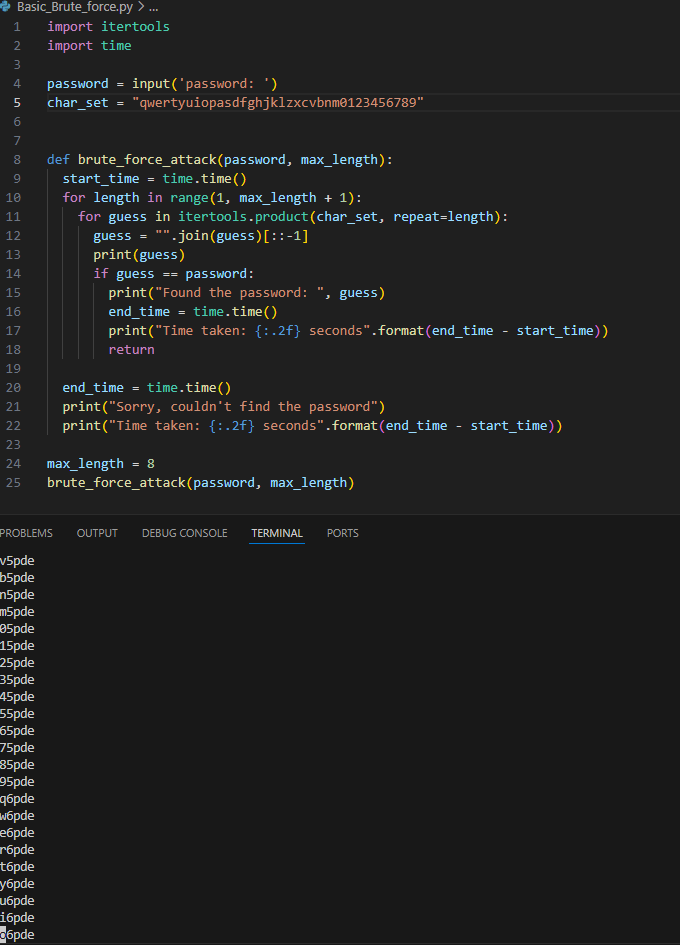 Basic_Brute_force.py > ...
1 import itertools
2 import time
3
4 password = input('password: ')
5 char_set = "qwertyuiopasdfghjklzxcvbnm0123456789"
6
7
8 def brute_force_attack(password, max_length):
9 start_time = time.time()
10 for length in range(1, max_length + 1):
11 for guess in itertools.product(char_set, repeat=length):
12 guess = "".join(guess)[::-1]
13 print(guess)
14 if guess == password:
15 print("Found the password: ", guess)
16 end_time = time.time()
17 print("Time taken: {:.2f} seconds".format(end_time - start_time))
18 return
19
20 end_time = time.time()
21 print("Sorry, couldn't find the password")
22 print("Time taken: {:.2f} seconds".format(end_time - start_time))
23
24 max_length = 8
25 brute_force_attack(password, max_length)
PROBLEMS OUTPUT DEBUG CONSOLE TERMINAL PORTS
v5pde
b5pde
n5pde
m5pde
05pde
15pde
25pde
35pde
45pde
55pde
65pde
75pde
85pde
95pde
q6pde
w6pde
e6pde
r6pde
t6pde
y6pde
u6pde
i6pde
o6pde